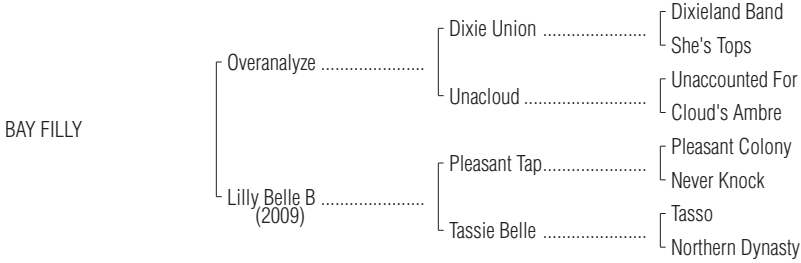 Dixieland Band
Dixie Union ......................
She's Tops
Overanalyze ......................
Unaccounted For
Unacloud ..........................
Cloud's Ambre
BAY FILLY
Pleasant Colony
Pleasant Tap......................
Never Knock
Lilly Belle B ......................
(2009)
Tasso
Tassie Belle ......................
Northern Dynasty